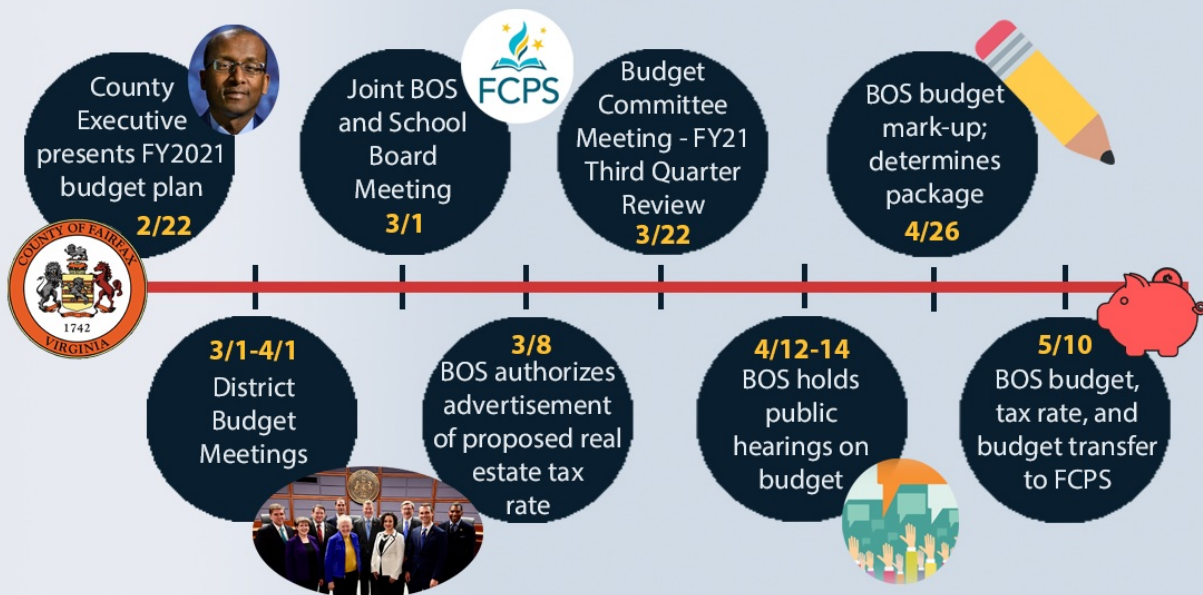 County
Executive
presents FY2021
budget plan
2/22
Joint BOS
and School
Board
Meeting
3/1
FCPS
Budget
Committee
Meeting - FY21
Third Quarter
Review
3/22
BOS budget
mark-up;
determines
package
4/26
COUNTY OF FAIRFAX
1742
VIRGINIA
3/1-4/1
District
Budget
Meetings
3/8
BOS authorizes
advertisement
of proposed real
estate tax
rate
4/12-14
BOS holds
public
hearings on
budget
5/10
BOS budget,
tax rate, and
budget transfer
to FCPS